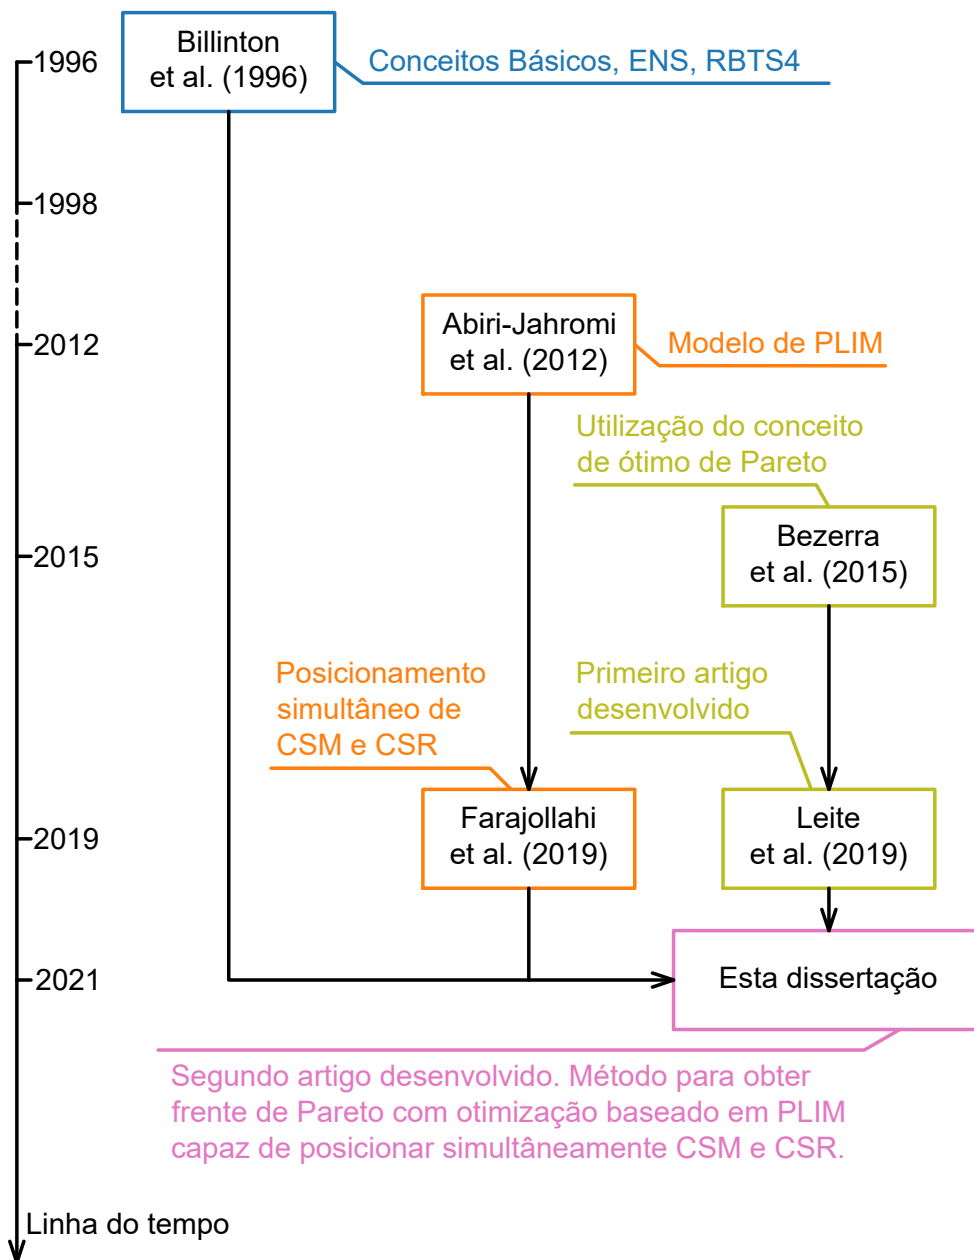 Billinton
et al. (1996)
Conceitos Básicos, ENS, RBTS4
1996
1998
2012
Abiri-Jahromi
et al. (2012)
Modelo de PLIM
Utilização do conceito
de ótimo de Pareto
Bezerra
et al. (2015)
2015
Posicionamento
simultâneo de
CSM e CSR
Primeiro artigo
desenvolvido
Farajollahi
et al. (2019)
Leite
et al. (2019)
2019
2021
Esta dissertação
Segundo artigo desenvolvido. Método para obter
frente de Pareto com otimização baseado em PLIM
capaz de posicionar simultâneamente CSM e CSR.
Linha do tempo